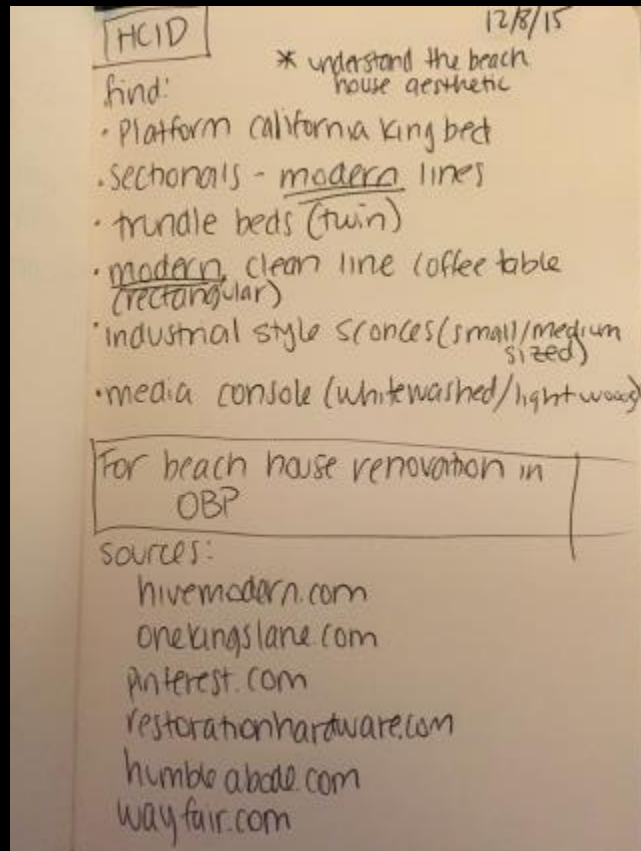 HCID
12/8/15
* understand the beach
house aesthetic
find:
• Platform california king bed
• sectionals - modern lines
• trundle beds (twin)
• modern, clean line coffee table
(rectangular)
• industrial style sconces (small/medium
sized)
• media console (whitewashed/light wood)
For beach house renovation in
OBP
sources:
hivemodern.com
onekingslane.com
pinterest.com
restorationhardware.com
humbleabode.com
wayfair.com